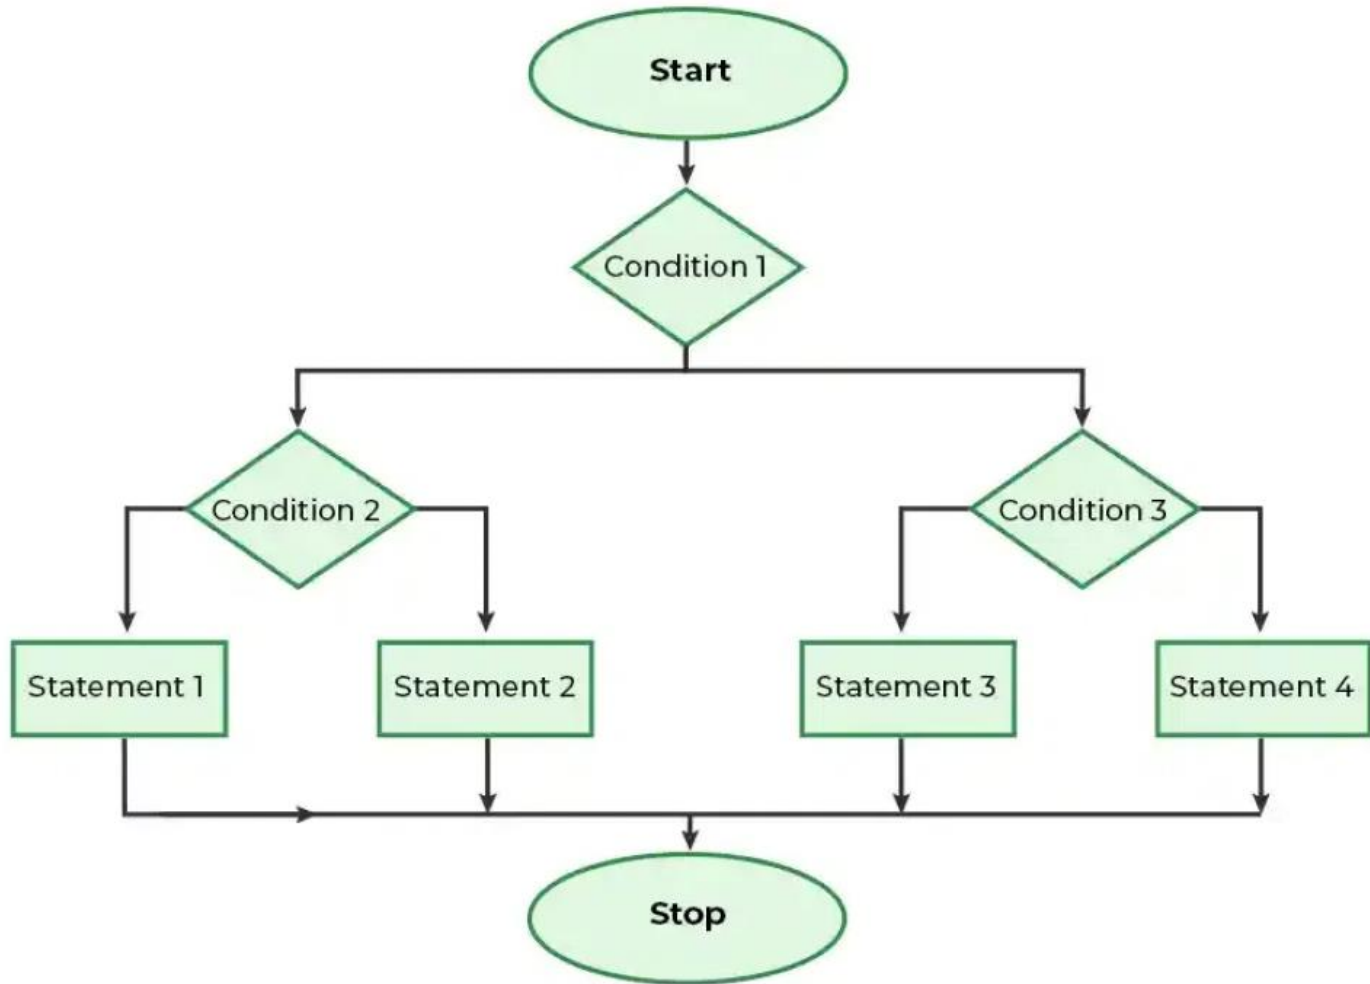 Start
Condition 1
Condition 2
Condition 3
Statement 1
Statement 2
Statement 3
Statement 4
Stop